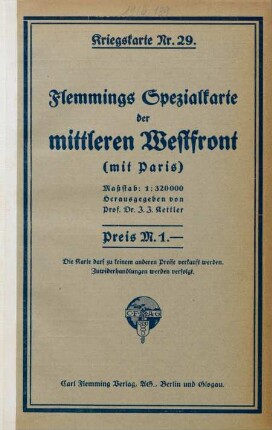 Kriegskarte Nr. 29.
Flemmings Spezialkarte
der
mittleren Westfront
(mit Paris)
Maßstab: 1:320000
Herausgegeben von
Prof. Dr. J. J. Kettler
Preis M. 1.—
Die Karte darf zu keinem anderen Preise verkauft werden.
Zuwiderhandlungen werden verfolgt.
Carl Flemming Verlag, AG., Berlin und Glogau.